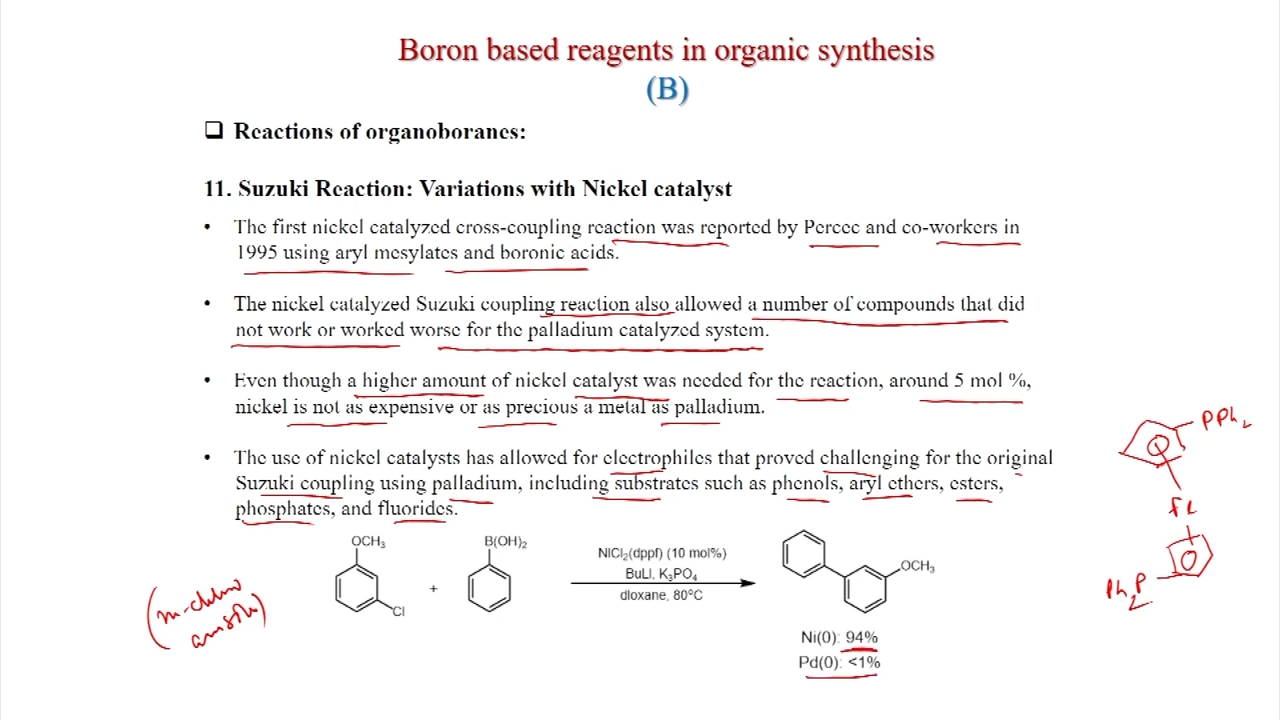 Boron based reagents in organic synthesis
(B)
❑ Reactions of organoboranes:
11. Suzuki Reaction: Variations with Nickel catalyst
• The first nickel catalyzed cross-coupling reaction was reported by Percec and co-workers in
1995 using aryl mesylates and boronic acids.
• The nickel catalyzed Suzuki coupling reaction also allowed a number of compounds that did
not work or worked worse for the palladium catalyzed system.
• Even though a higher amount of nickel catalyst was needed for the reaction, around 5 mol %,
nickel is not as expensive or as precious a metal as palladium.
• The use of nickel catalysts has allowed for electrophiles that proved challenging for the original
Suzuki coupling using palladium, including substrates such as phenols, aryl ethers, esters,
phosphates, and fluorides.
PPh₂
Fe
Ph₂P
(m-chloro
anisole)
OCH₃
Cl
+
B(OH)₂
NiCl₂(dppf) (10 mol%)
BuLi, K₃PO₄
dioxane, 80°C
OCH₃
Ni(0): 94%
Pd(0): <1%